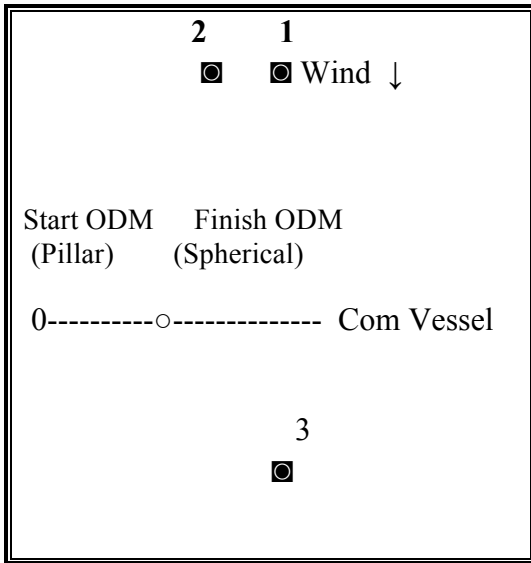 2 1
◙ ◙ Wind ↓
Start ODM Finish ODM
(Pillar) (Spherical)
0----------○-------------- Com Vessel
3
◙